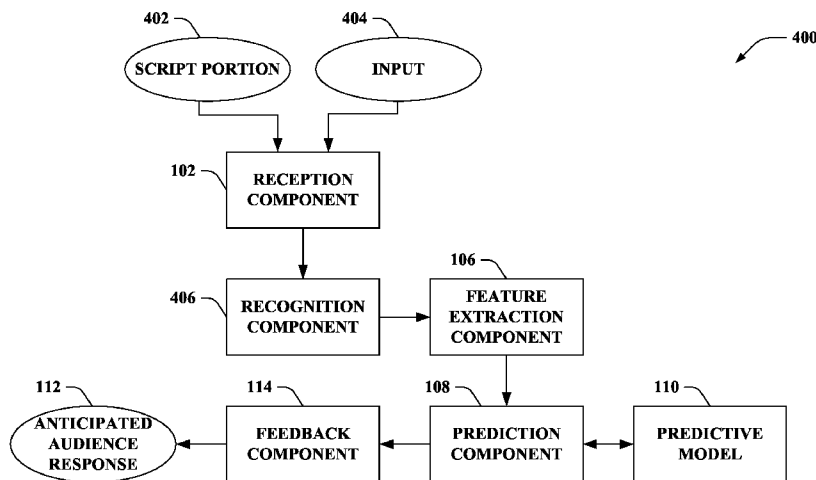 402
404
400
SCRIPT PORTION
INPUT
102
RECEPTION
COMPONENT
106
406
RECOGNITION
COMPONENT
FEATURE
EXTRACTION
COMPONENT
112
114
108
110
ANTICIPATED
AUDIENCE
RESPONSE
FEEDBACK
COMPONENT
PREDICTION
COMPONENT
PREDICTIVE
MODEL